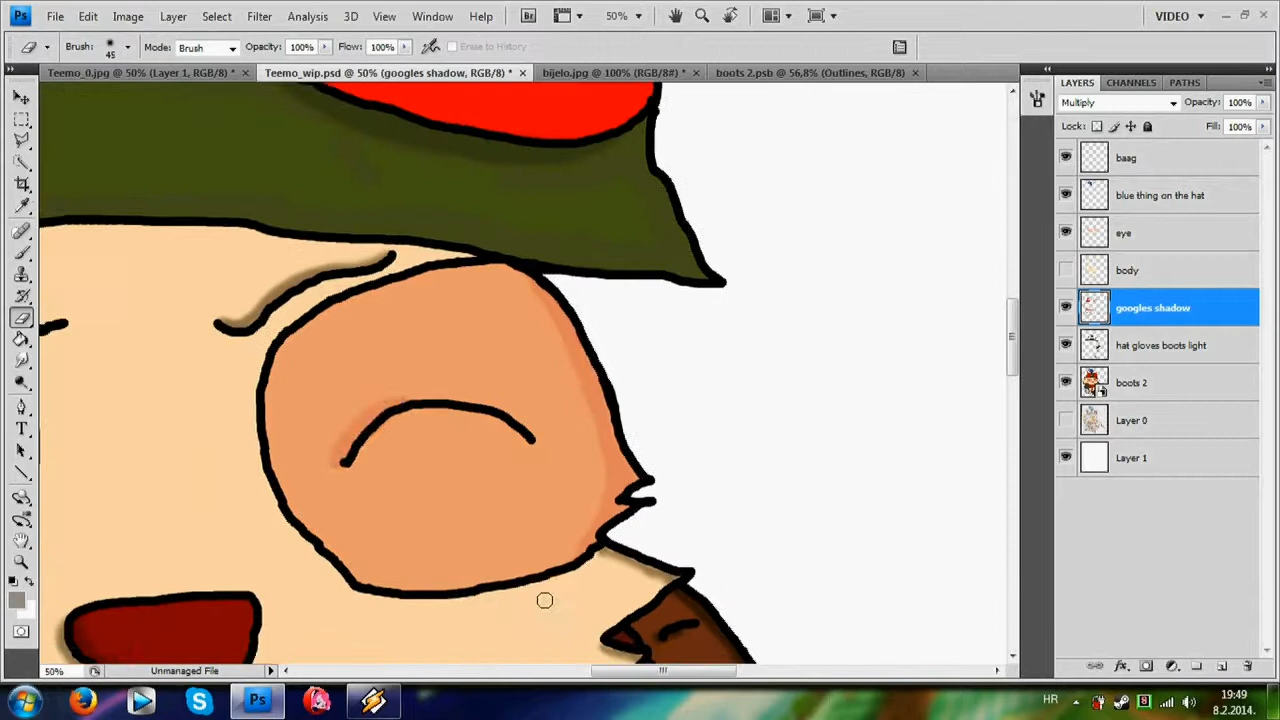 Ps File Edit Image Layer Select Filter Analysis 3D View Window Help Br 50% VIDEO
Brush: 45 Mode: Brush Opacity: 100% Flow: 100% Erase to History
Teemo_0.jpg @ 50% (Layer 1, RGB/8) * Teemo_wip.psd @ 50% (googles shadow, RGB/8) * bijelo.jpg @ 100% (RGB/8#) * boots 2.psb @ 56,8% (Outlines, RGB/8)
LAYERS CHANNELS PATHS
Multiply Opacity: 100%
Lock: Fill: 100%
baag
blue thing on the hat
eye
body
googles shadow
hat gloves boots light
boots 2
Layer 0
Layer 1
T
50% Unmanaged File
fx
Ps HR 8 19:49
8.2.2014.